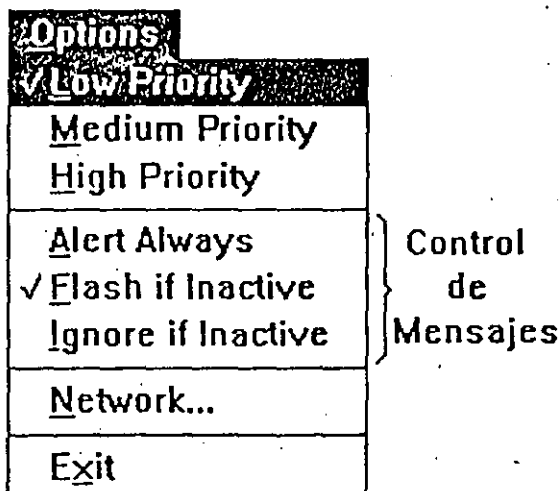 Options
√ Low Priority
Medium Priority
High Priority
Alert Always
√ Flash if Inactive
Ignore if Inactive
Control
de
Mensajes
Network...
Exit